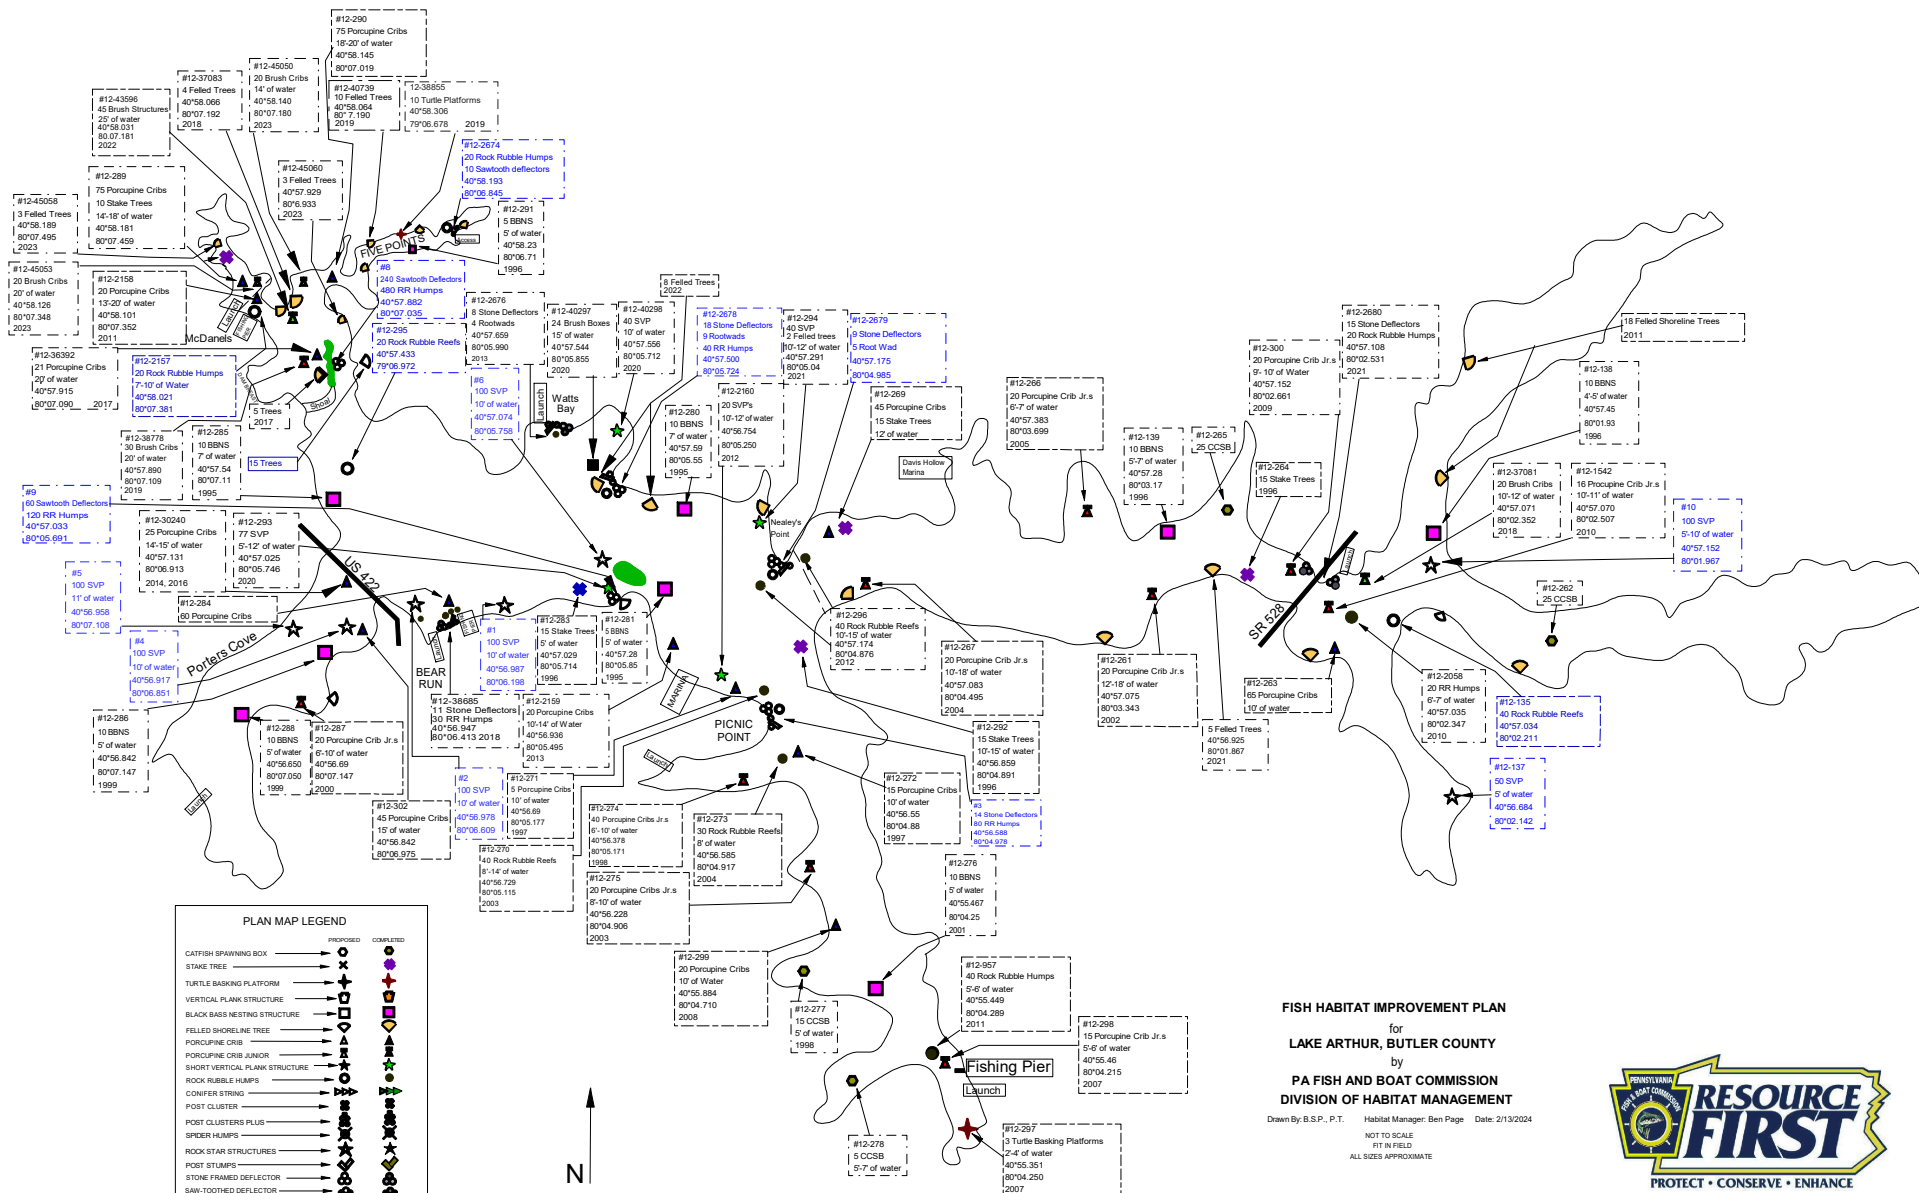 #12-290
75 Porcupine Cribs
18'-20' of water
40°58.145
80°07.019
#12-45050
20 Brush Cribs
14' of water
40°58.140
80°07.180
2023
#12-37083
4 Felled Trees
40°58.066
80°07.192
2018
#12-40739
10 Felled Trees
40°58.064
80° 7.190
2019
12-38855
10 Turtle Platforms
40°58.306
79°06.678 2019
#12-43596
45 Brush Structures
25' of water
40°58.031
80.07.181
2022
#12-2674
20 Rock Rubble Humps
10 Sawtooth deflectors
40°58.193
80°06.845
#12-289
75 Porcupine Cribs
10 Stake Trees
14'-18' of water
40°58.181
80°07.459
#12-45060
3 Felled Trees
40°57.929
80°6.933
2023
#12-45058
3 Felled Trees
40°58.189
80°07.495
2023
#12-291
5 BBNS
5' of water
40°58.23
80°06.71
1996
FIVE POINTS
#12-45053
20 Brush Cribs
20' of water
40°58.126
80°07.348
2023
#12-2158
20 Porcupine Cribs
13'-20' of water
40°58.101
80°07.352
2011
Launch
McDanels
#8
240 Sawtooth Deflectors
480 RR Humps
40°57.882
80°07.035
#12-295
20 Rock Rubble Reefs
40°57.433
79°06.972
#12-2676
8 Stone Deflectors
4 Rootwads
40°57.659
80°05.990
2013
#12-40297
24 Brush Boxes
15' of water
40°57.544
80°05.855
2020
#12-40298
40 SVP
10' of water
40°57.556
80°05.712
2020
8 Felled Trees
2022
#12-2678
18 Stone Deflectors
9 Rootwads
40 RR Humps
40°57.500
80°05.724
#12-294
40 SVP
2 Felled trees
10'-12' of water
40°57.291
80°05.04
2021
#12-2679
9 Stone Deflectors
5 Root Wad
40°57.175
80°04.985
#12-36392
21 Porcupine Cribs
20' of water
40°57.915
80°07.090 2017
#12-2157
20 Rock Rubble Humps
7'-10' of Water
40°58.021
80°07.381
Shoal
5 Trees
2017
15 Trees
#12-38778
30 Brush Cribs
20' of water
40°57.890
80°07.109
2019
#12-285
10 BBNS
7' of water
40°57.54
80°07.11
1995
#6
100 SVP
10' of water
40°57.074
80°05.758
Launch
Watts
Bay
#12-280
10 BBNS
7' of water
40°57.59
80°05.55
1995
#12-2160
20 SVP's
10'-12' of water
40°56.754
80°05.250
2012
#12-269
45 Porcupine Cribs
15 Stake Trees
12' of water
Davis Hollow
Marina
#12-266
20 Porcupine Crib Jr.s
6'-7' of water
40°57.383
80°03.699
2005
#12-139
10 BBNS
5'-7' of water
40°57.28
80°03.17
1996
#12-265
25 CCSB
#12-264
15 Stake Trees
1996
#12-300
20 Porcupine Crib Jr.s
9'- 10' of Water
40°57.152
80°02.661
2009
#12-2680
15 Stone Deflectors
20 Rock Rubble Humps
40°57.108
80°02.531
2021
18 Felled Shoreline Trees
2011
#12-138
10 BBNS
4'-5' of water
40°57.45
80°01.93
1996
#12-37081
20 Brush Cribs
10'-12' of water
40°57.071
80°02.352
2018
#12-1542
16 Procupine Crib Jr.s
10'-11' of water
40°57.070
80°02.507
2010
#10
100 SVP
5'-10' of water
40°57.152
80°01.967
#9
60 Sawtooth Deflectors
120 RR Humps
40°57.033
80°05.691
#12-30240
25 Porcupine Cribs
14'-15' of water
40°57.131
80°06.913
2014, 2016
#12-293
77 SVP
5'-12' of water
40°57.025
80°05.746
2020
US 422
Nealey's
Point
#5
100 SVP
11' of water
40°56.958
80°07.108
#12-284
60 Porcupine Cribs
Porters Cove
#4
100 SVP
10' of water
40°56.917
80°06.851
BEAR
RUN
Launch
#1
100 SVP
10' of water
40°56.987
80°06.198
#12-283
15 Stake Trees
5' of water
40°57.029
80°05.714
1996
#12-281
5 BBNS
5' of water
40°57.28
80°05.85
1995
#12-296
40 Rock Rubble Reefs
10'-15' of water
40°57.174
80°04.876
2012
#12-267
20 Porcupine Crib Jr.s
10'-18' of water
40°57.083
80°04.495
2004
#12-261
20 Porcupine Crib Jr.s
12'-18' of water
40°57.075
80°03.343
2002
SR 528
Launch
#12-262
25 CCSB
#12-263
65 Porcupine Cribs
10' of water
5 Felled Trees
40°56.925
80°01.867
2021
#12-2058
20 RR Humps
6'-7' of water
40°57.035
80°02.347
2010
#12-135
40 Rock Rubble Reefs
40°57.034
80°02.211
#12-137
50 SVP
5' of water
40°56.684
80°02.142
#12-286
10 BBNS
5' of water
40°56.842
80°07.147
1999
#12-288
10 BBNS
5' of water
40°56.650
80°07.050
1999
#12-287
20 Porcupine Crib Jr.s
6'-10' of water
40°56.69
80°07.147
2000
Launch
#12-38685
11 Stone Deflectors
30 RR Humps
40°56.947
80°06.413 2018
#12-2159
20 Porcupine Cribs
10'-14' of Water
40°56.936
80°05.495
2013
MARINA
PICNIC
POINT
Launch
#12-292
15 Stake Trees
10'-15' of water
40°56.859
80°04.891
1996
#12-302
45 Porcupine Cribs
15' of water
40°56.842
80°06.975
#2
100 SVP
10' of water
40°56.978
80°06.609
#12-271
5 Porcupine Cribs
10' of water
40°56.69
80°05.177
1997
#12-274
40 Porcupine Cribs Jr.s
6'- 10' of water
40°56.378
80°05.171
1998
#12-273
30 Rock Rubble Reefs
8' of water
40°56.585
80°04.917
2004
#12-272
15 Porcupine Cribs
10' of water
40°56.55
80°04.88
1997
#3
14 Stone Deflectors
80 RR Humps
40°56.588
80°04.978
#12-270
40 Rock Rubble Reefs
8'-14' of water
40°56.729
80°05.115
2003
#12-275
20 Porcupine Cribs Jr.s
8'-10' of water
40°56.228
80°04.906
2003
#12-276
10 BBNS
5' of water
40°55.467
80°04.25
2001
#12-299
20 Porcupine Cribs
10' of Water
40°55.884
80°04.710
2008
#12-277
15 CCSB
5' of water
1998
#12-957
40 Rock Rubble Humps
5'-6' of water
40°55.449
80°04.289
2011
#12-298
15 Porcupine Crib Jr.s
5'-6' of water
40°55.46
80°04.215
2007
Fishing Pier
Launch
#12-278
5 CCSB
5'-7' of water
#12-297
3 Turtle Basking Platforms
2'-4' of water
40°55.351
80°04.250
2007
N
PLAN MAP LEGEND
PROPOSED COMPLETED
CATFISH SPAWNING BOX
STAKE TREE
TURTLE BASKING PLATFORM
VERTICAL PLANK STRUCTURE
BLACK BASS NESTING STRUCTURE
FELLED SHORELINE TREE
PORCUPINE CRIB
PORCUPINE CRIB JUNIOR
SHORT VERTICAL PLANK STRUCTURE
ROCK RUBBLE HUMPS
CONIFER STRING
POST CLUSTER
POST CLUSTERS PLUS
SPIDER HUMPS
ROCK STAR STRUCTURES
POST STUMPS
STONE FRAMED DEFLECTOR
SAW-TOOTHED DEFLECTOR
FISH HABITAT IMPROVEMENT PLAN
for
LAKE ARTHUR, BUTLER COUNTY
by
PA FISH AND BOAT COMMISSION
DIVISION OF HABITAT MANAGEMENT
Drawn By: B.S.P., P.T. Habitat Manager: Ben Page Date: 2/13/2024
NOT TO SCALE
FIT IN FIELD
ALL SIZES APPROXIMATE
PENNSYLVANIA
FISH & BOAT COMMISSION
RESOURCE
FIRST
PROTECT • CONSERVE • ENHANCE